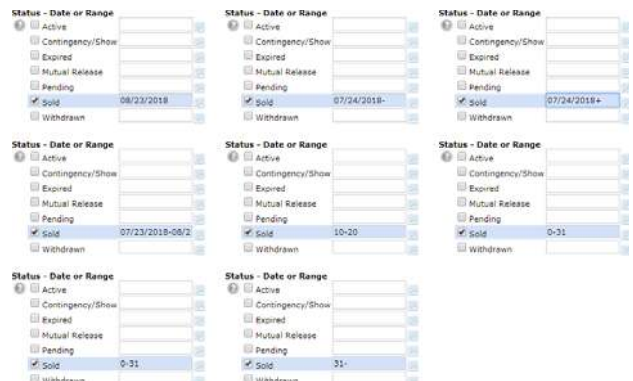 Status - Date or Range
Active
Contingency/Show
Expired
Mutual Release
Pending
Sold 08/23/2018
Withdrawn
Status - Date or Range
Active
Contingency/Show
Expired
Mutual Release
Pending
Sold 07/24/2018-
Withdrawn
Status - Date or Range
Active
Contingency/Show
Expired
Mutual Release
Pending
Sold 07/24/2018+
Withdrawn
Status - Date or Range
Active
Contingency/Show
Expired
Mutual Release
Pending
Sold 07/23/2018-08/2
Withdrawn
Status - Date or Range
Active
Contingency/Show
Expired
Mutual Release
Pending
Sold 10-20
Withdrawn
Status - Date or Range
Active
Contingency/Show
Expired
Mutual Release
Pending
Sold 0-31
Withdrawn
Status - Date or Range
Active
Contingency/Show
Expired
Mutual Release
Pending
Sold 0-31
Withdrawn
Status - Date or Range
Active
Contingency/Show
Expired
Mutual Release
Pending
Sold 31-
Withdrawn